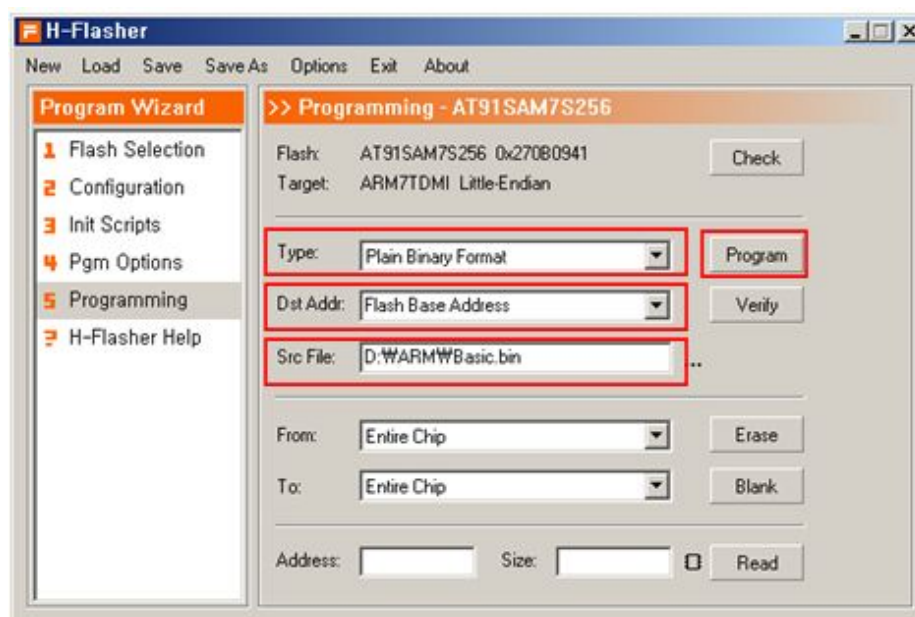 H-Flasher
New Load Save Save As Options Exit About
Program Wizard
1 Flash Selection
2 Configuration
3 Init Scripts
4 Pgm Options
5 Programming
? H-Flasher Help
>> Programming - AT91SAM7S256
Flash: AT91SAM7S256 0x270B0941
Check
Target: ARM7TDMI Little-Endian
Type: Plain Binary Format
Program
Dst Addr: Flash Base Address
Verify
Src File: D:₩ARM₩Basic.bin ...
From: Entire Chip
Erase
To: Entire Chip
Blank
Address: Size: Read